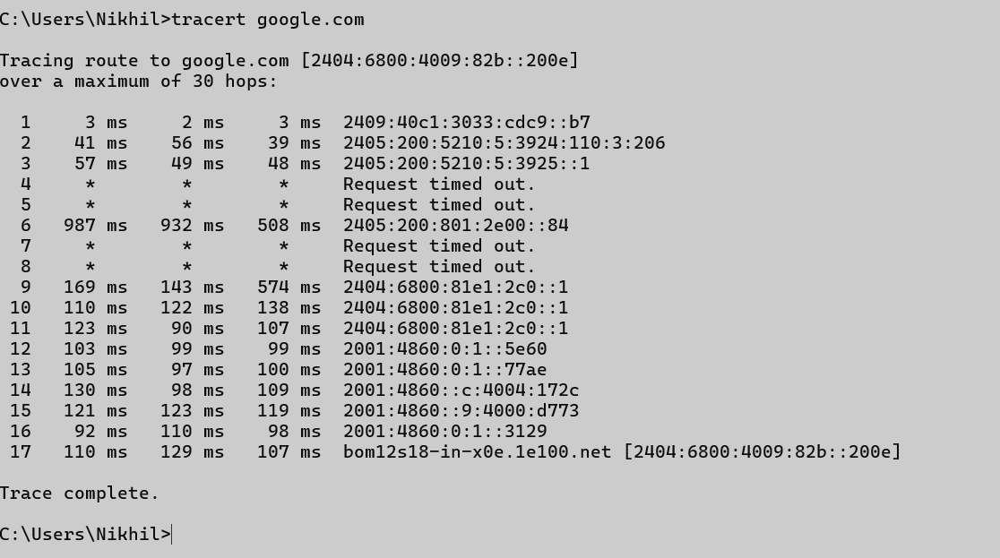 C:\Users\Nikhil>tracert google.com
Tracing route to google.com [2404:6800:4009:82b::200e]
over a maximum of 30 hops:
1 3 ms 2 ms 3 ms 2409:40c1:3033:cdc9::b7
2 41 ms 56 ms 39 ms 2405:200:5210:5:3924:110:3:206
3 57 ms 49 ms 48 ms 2405:200:5210:5:3925::1
4 * * * Request timed out.
5 * * * Request timed out.
6 987 ms 932 ms 508 ms 2405:200:801:2e00::84
7 * * * Request timed out.
8 * * * Request timed out.
9 169 ms 143 ms 574 ms 2404:6800:81e1:2c0::1
10 110 ms 122 ms 138 ms 2404:6800:81e1:2c0::1
11 123 ms 90 ms 107 ms 2404:6800:81e1:2c0::1
12 103 ms 99 ms 99 ms 2001:4860:0:1::5e60
13 105 ms 97 ms 100 ms 2001:4860:0:1::77ae
14 130 ms 98 ms 109 ms 2001:4860::c:4004:172c
15 121 ms 123 ms 119 ms 2001:4860::9:4000:d773
16 92 ms 110 ms 98 ms 2001:4860:0:1::3129
17 110 ms 129 ms 107 ms bom12s18-in-x0e.1e100.net [2404:6800:4009:82b::200e]
Trace complete.
C:\Users\Nikhil>